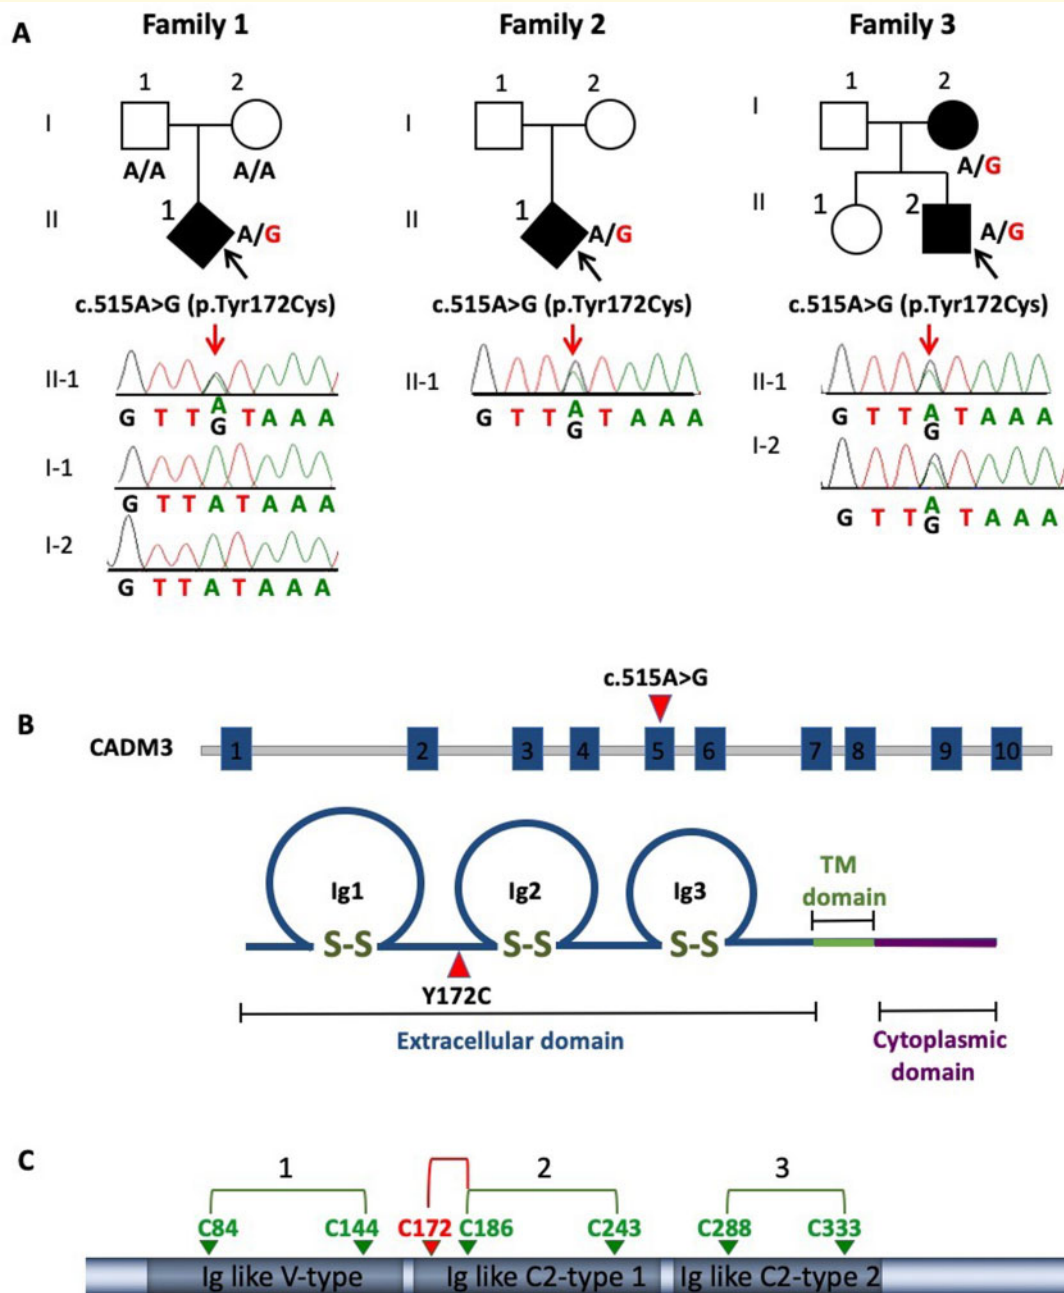 A
Family 1
Family 2
Family 3
1 2
I
A/A A/A
II
1
A/G
c.515A>G (p.Tyr172Cys)
II-1
G T T A T A A A
G
I-1
G T T A T A A A
I-2
G T T A T A A A
1 2
I
II
1
A/G
c.515A>G (p.Tyr172Cys)
II-1
G T T A T A A A
G
1 2
I
A/G
II
1 2
A/G
c.515A>G (p.Tyr172Cys)
II-1
G T T A T A A A
G
I-2
G T T A T A A A
G
B
c.515A>G
CADM3
1 2 3 4 5 6 7 8 9 10
Ig1 Ig2 Ig3
TM
domain
S-S S-S S-S
Y172C
Extracellular domain
Cytoplasmic
domain
C
1 2 3
C84 C144 C172 C186 C243 C288 C333
Ig like V-type Ig like C2-type 1 Ig like C2-type 2